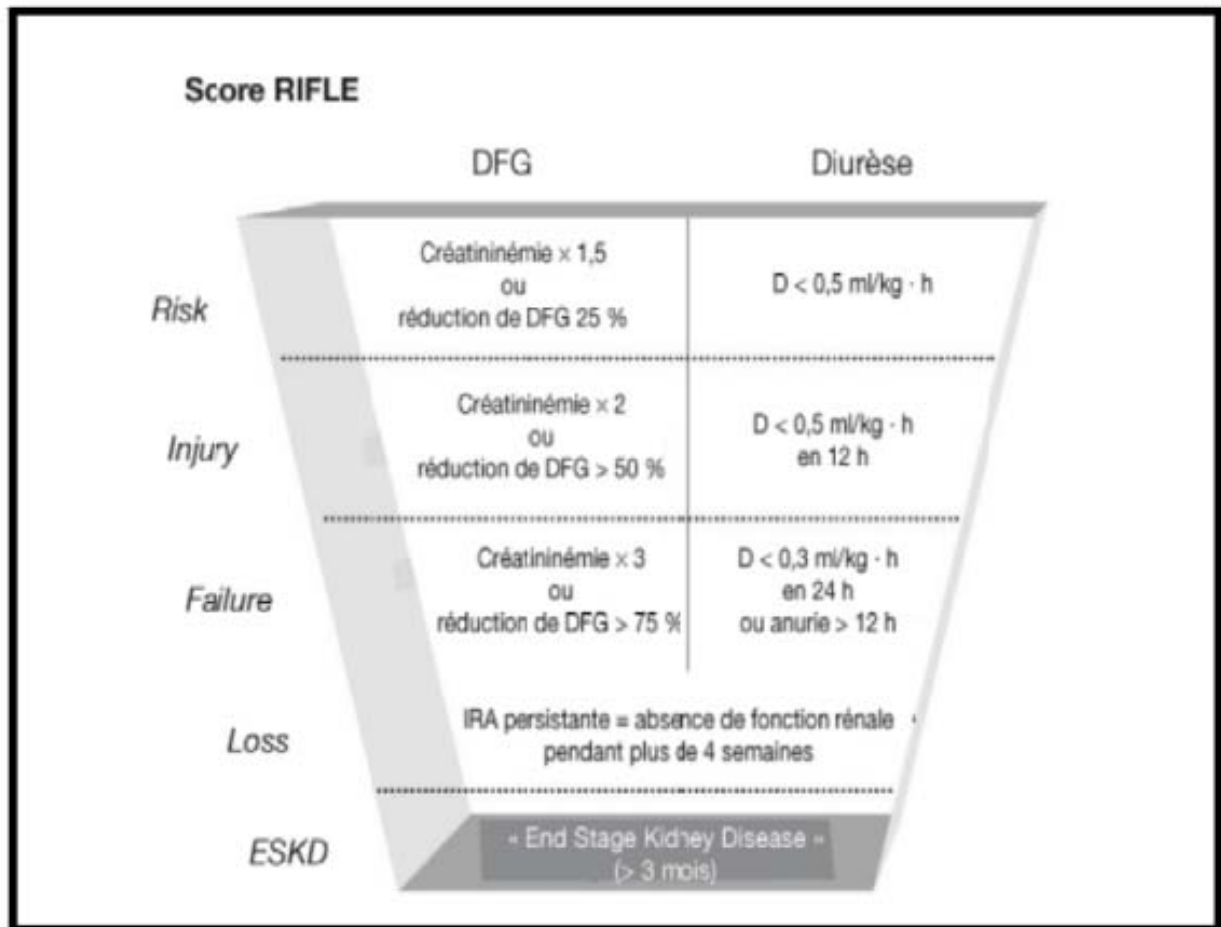 Score RIFLE
DFG
Diurèse
Risk
Créatininémie × 1,5
ou
réduction de DFG 25 %
D < 0,5 ml/kg · h
Injury
Créatininémie × 2
ou
réduction de DFG > 50 %
D < 0,5 ml/kg · h
en 12 h
Failure
Créatininémie × 3
ou
réduction de DFG > 75 %
D < 0,3 ml/kg · h
en 24 h
ou anurie > 12 h
Loss
IRA persistante = absence de fonction rénale
pendant plus de 4 semaines
ESKD
« End Stage Kidney Disease »
(> 3 mois)